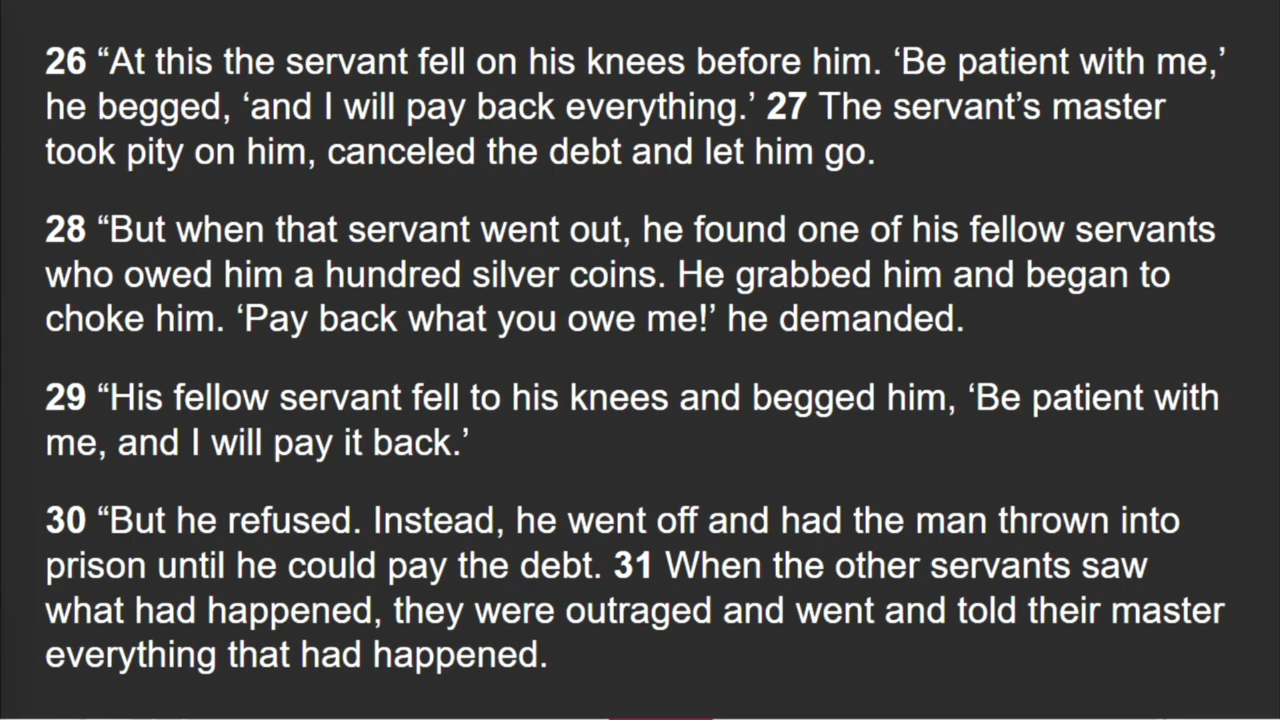 26 “At this the servant fell on his knees before him. ‘Be patient with me,’
he begged, ‘and I will pay back everything.’ 27 The servant’s master
took pity on him, canceled the debt and let him go.
28 “But when that servant went out, he found one of his fellow servants
who owed him a hundred silver coins. He grabbed him and began to
choke him. ‘Pay back what you owe me!’ he demanded.
29 “His fellow servant fell to his knees and begged him, ‘Be patient with
me, and I will pay it back.’
30 “But he refused. Instead, he went off and had the man thrown into
prison until he could pay the debt. 31 When the other servants saw
what had happened, they were outraged and went and told their master
everything that had happened.